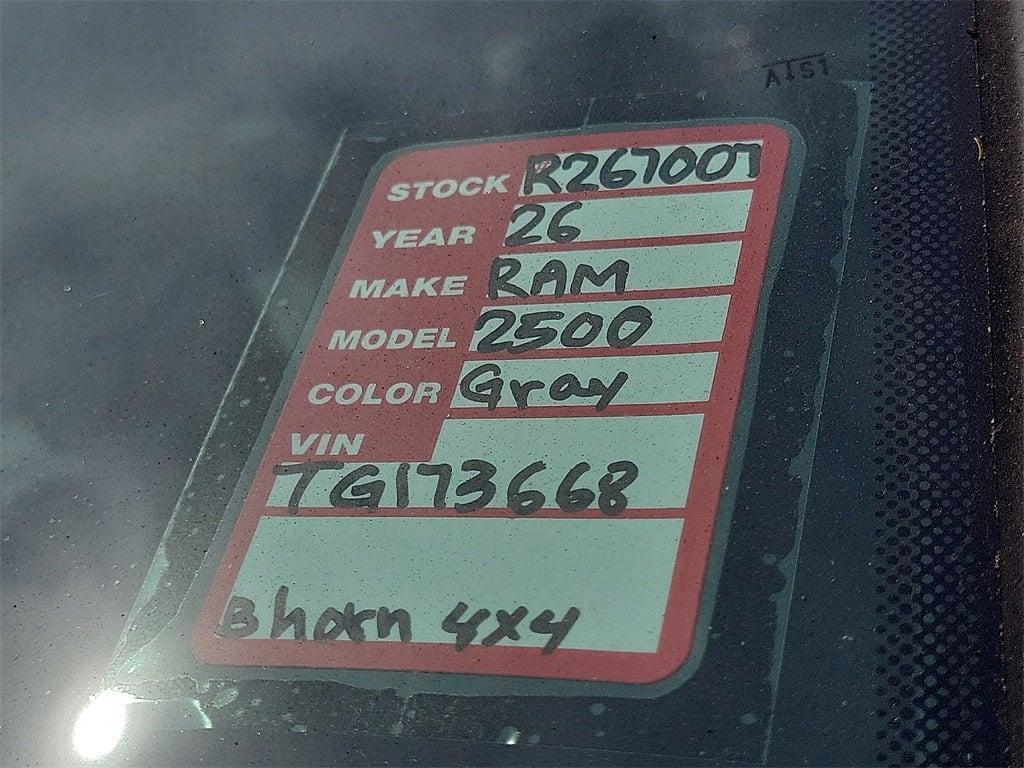 AIS1
STOCK R267007
YEAR 26
MAKE RAM
MODEL 2500
COLOR Gray
VIN
TG173668
Bhorn 4x4